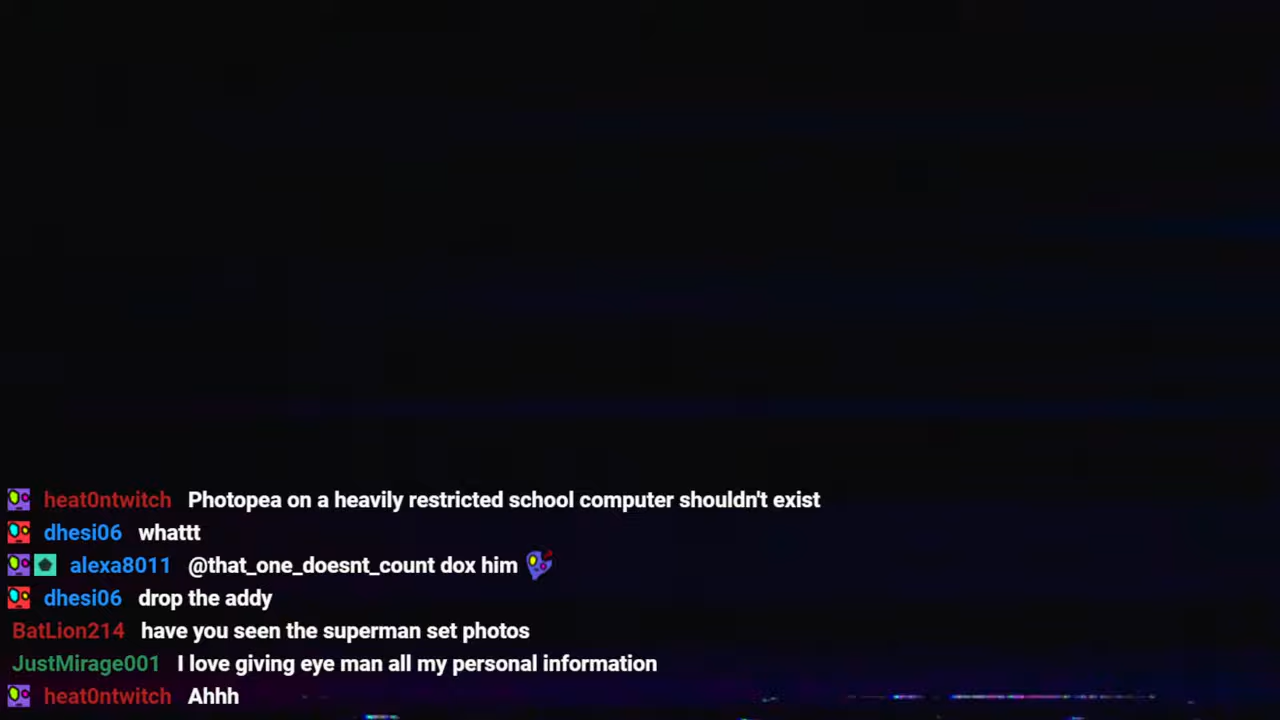 heat0ntwitch Photopea on a heavily restricted school computer shouldn't exist
dhesi06 whattt
alexa8011 @that_one_doesnt_count dox him
dhesi06 drop the addy
BatLion214 have you seen the superman set photos
JustMirage001 I love giving eye man all my personal information
heat0ntwitch Ahhh